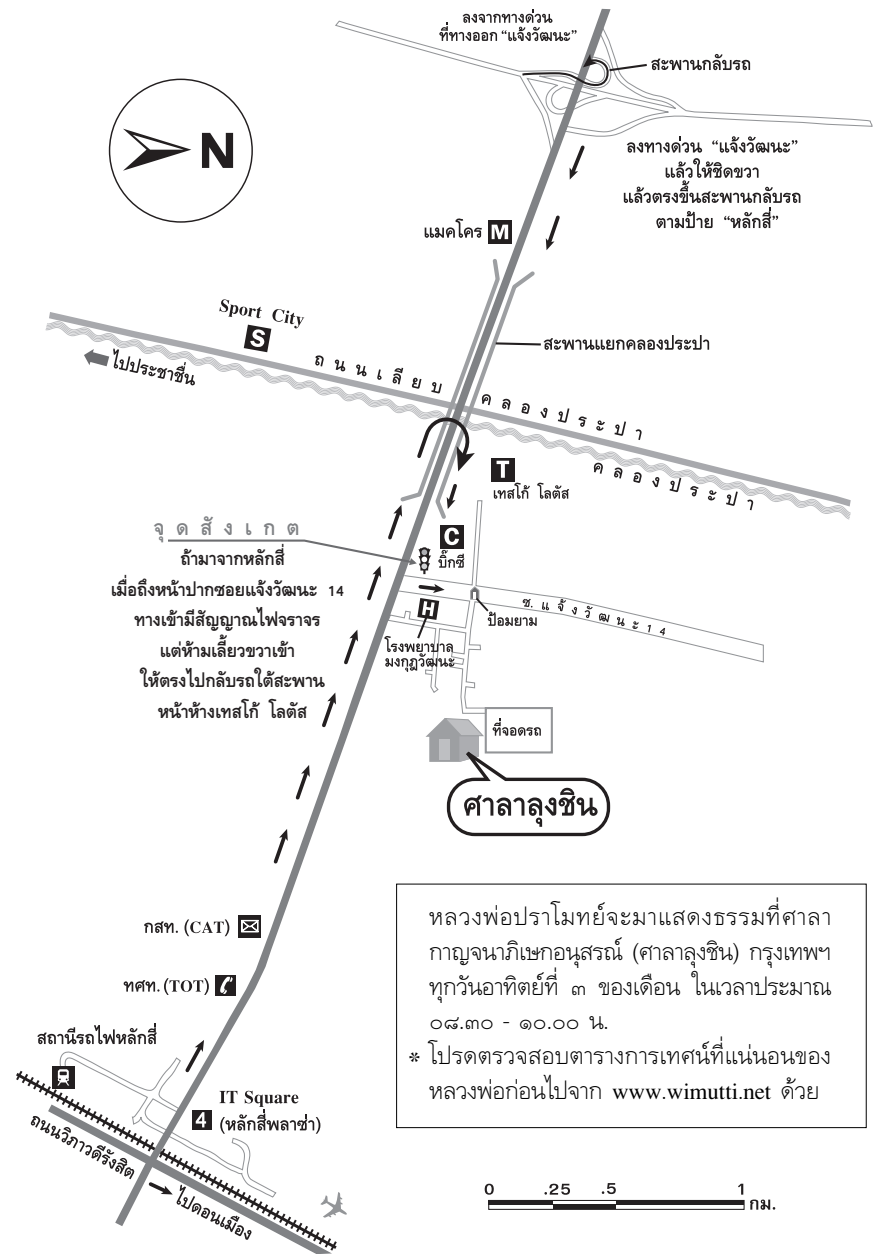 ลงจากทางด่วน
ที่ทางออก “แจ้งวัฒนะ”
สะพานกลับรถ
N
ลงทางด่วน “แจ้งวัฒนะ”
แล้วให้ชิดขวา
แล้วตรงขึ้นสะพานกลับรถ
ตามป้าย “หลักสี่”
แมคโคร M
Sport City
S
สะพานแยกคลองประปา
ไปประชาชื่น
ถนนเลียบ คลองประปา
คลองประปา
T
เทสโก้ โลตัส
C
บิ๊กซี
จุดสังเกต
ถ้ามาจากหลักสี่
เมื่อถึงหน้าปากซอยแจ้งวัฒนะ 14
ทางเข้ามีสัญญาณไฟจราจร
แต่ห้ามเลี้ยวขวาเข้า
ให้ตรงไปกลับรถใต้สะพาน
หน้าห้างเทสโก้ โลตัส
H
โรงพยาบาล
มงกุฎวัฒนะ
ป้อมยาม
ซ.แจ้งวัฒนะ14
ที่จอดรถ
ศาลาลุงชิน
กสท. (CAT)
ทศท. (TOT)
สถานีรถไฟหลักสี่
IT Square
4 (หลักสี่พลาซ่า)
ถนนวิภาวดีรังสิต
ไปดอนเมือง
หลวงพ่อปราโมทย์จะมาแสดงธรรมที่ศาลา
กาญจนาภิเษกอนุสรณ์ (ศาลาลุงชิน) กรุงเทพฯ
ทุกวันอาทิตย์ที่ ๓ ของเดือน ในเวลาประมาณ
๐๘.๓๐ - ๑๐.๐๐ น.
* โปรดตรวจสอบตารางการเทศน์ที่แน่นอนของ
หลวงพ่อก่อนไปจาก www.wimutti.net ด้วย
0 .25 .5 1
กม.